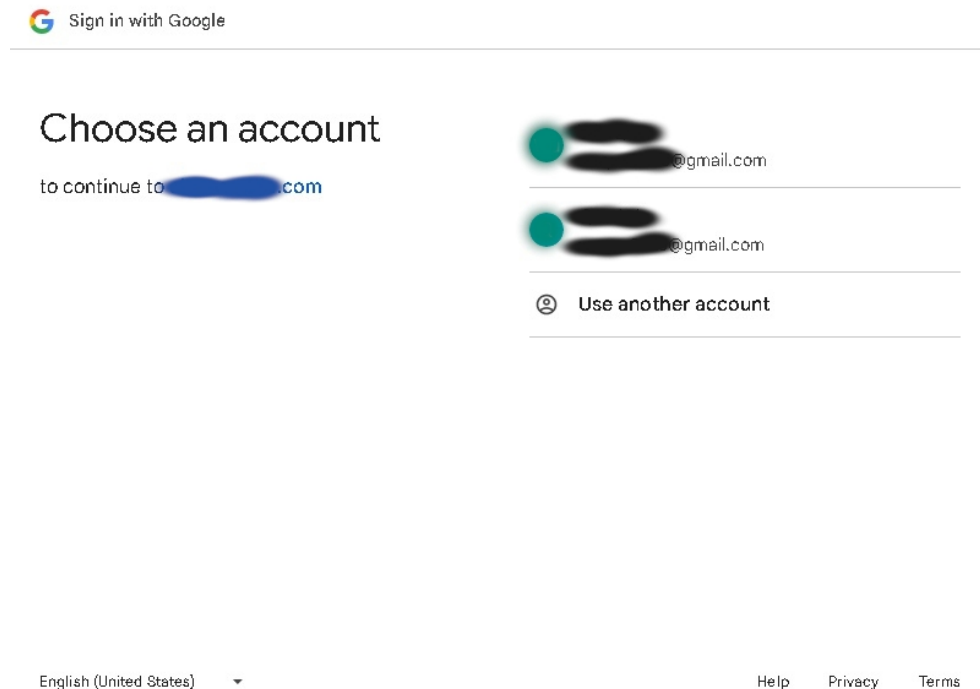 Sign in with Google
Choose an account
to continue to .com
@gmail.com
@gmail.com
Use another account
English (United States)
Help Privacy Terms